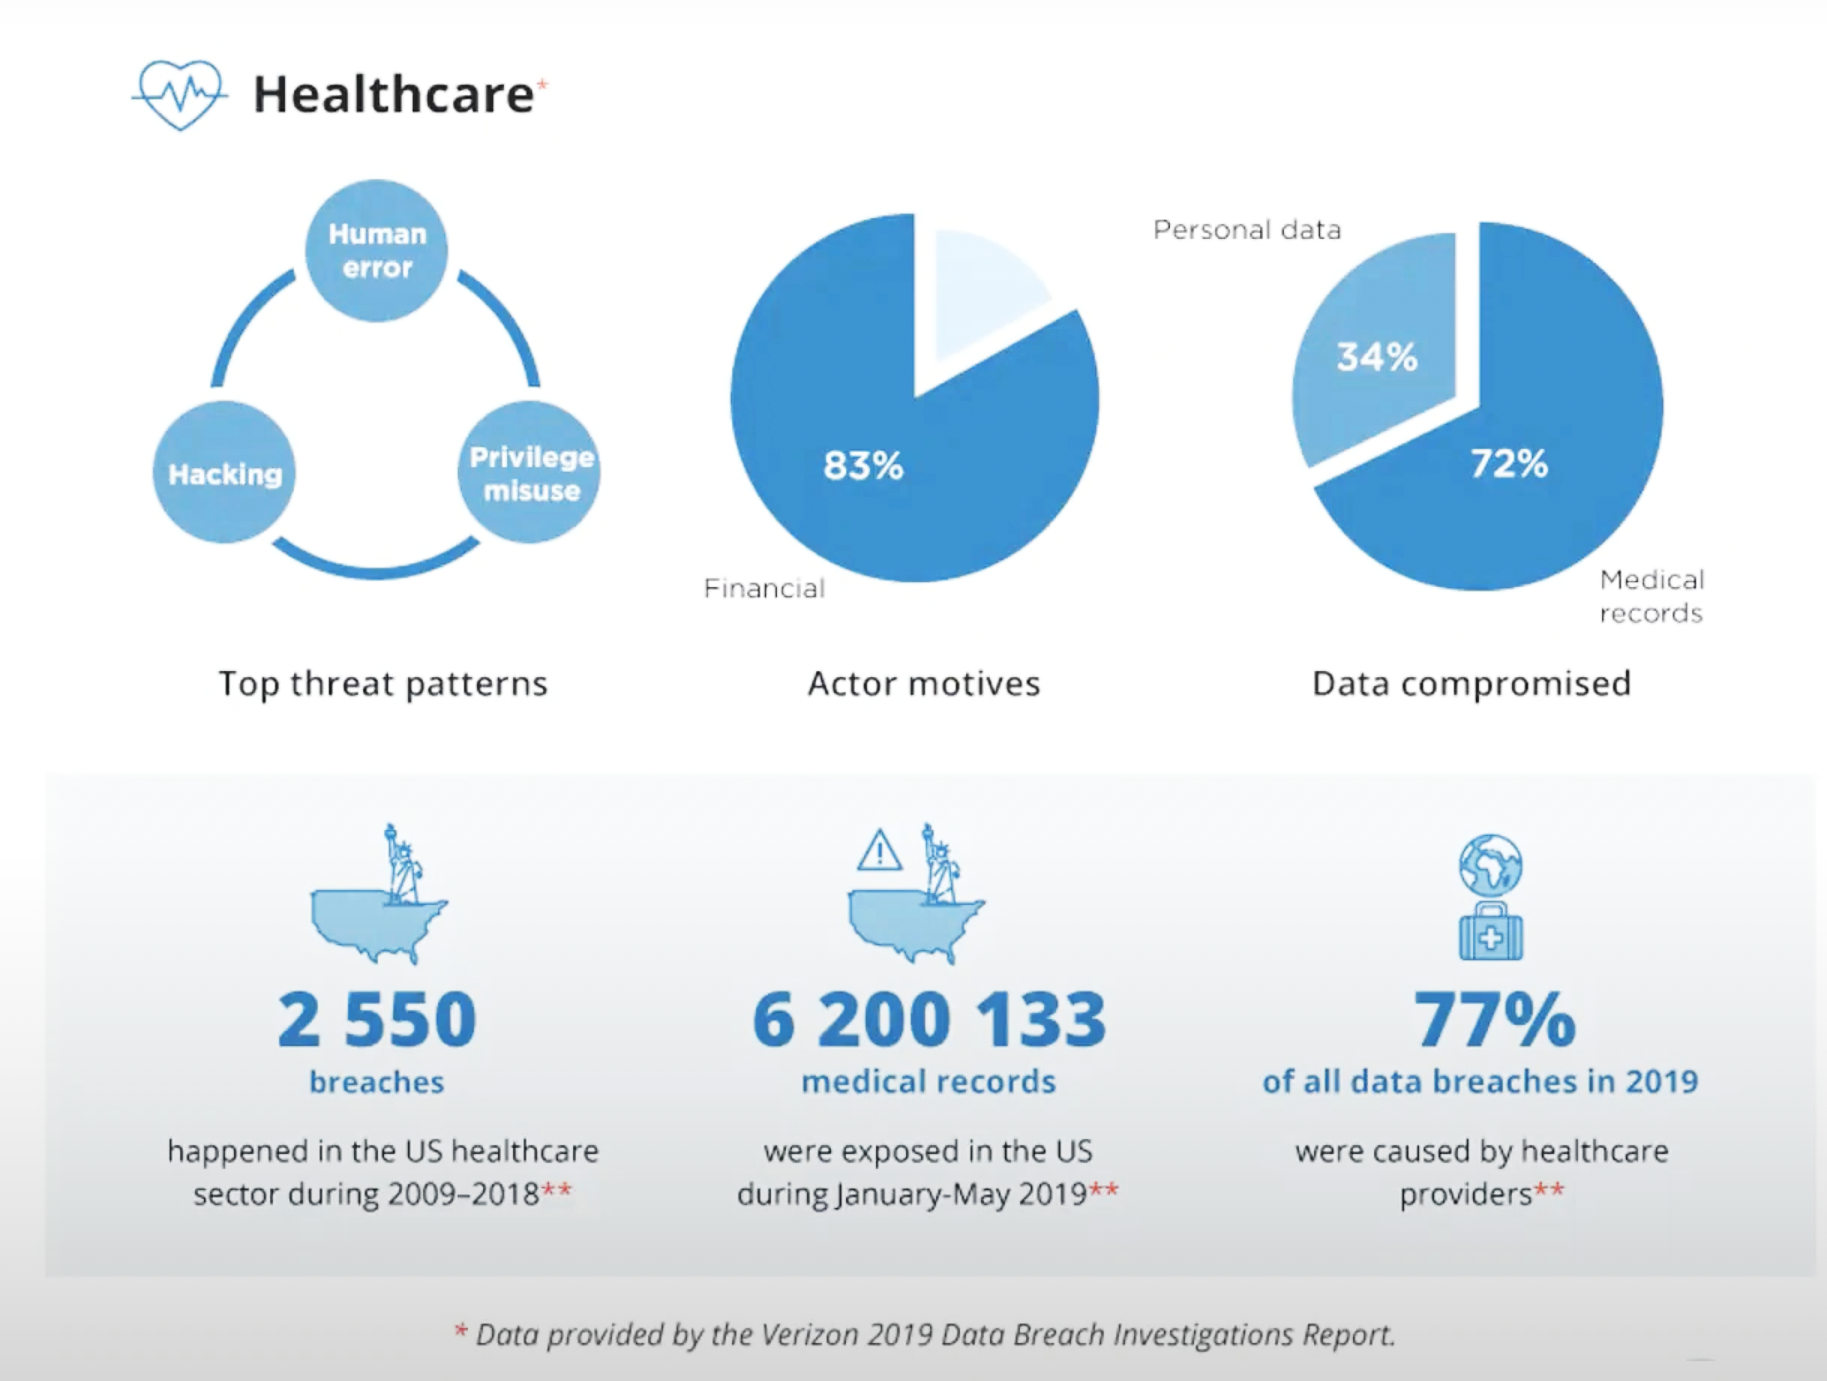 Healthcare*
Human
error
Hacking
Privilege
misuse
Top threat patterns
83%
Financial
Actor motives
Personal data
34%
72%
Medical
records
Data compromised
2 550
breaches
happened in the US healthcare
sector during 2009–2018**
6 200 133
medical records
were exposed in the US
during January-May 2019**
77%
of all data breaches in 2019
were caused by healthcare
providers**
* Data provided by the Verizon 2019 Data Breach Investigations Report.